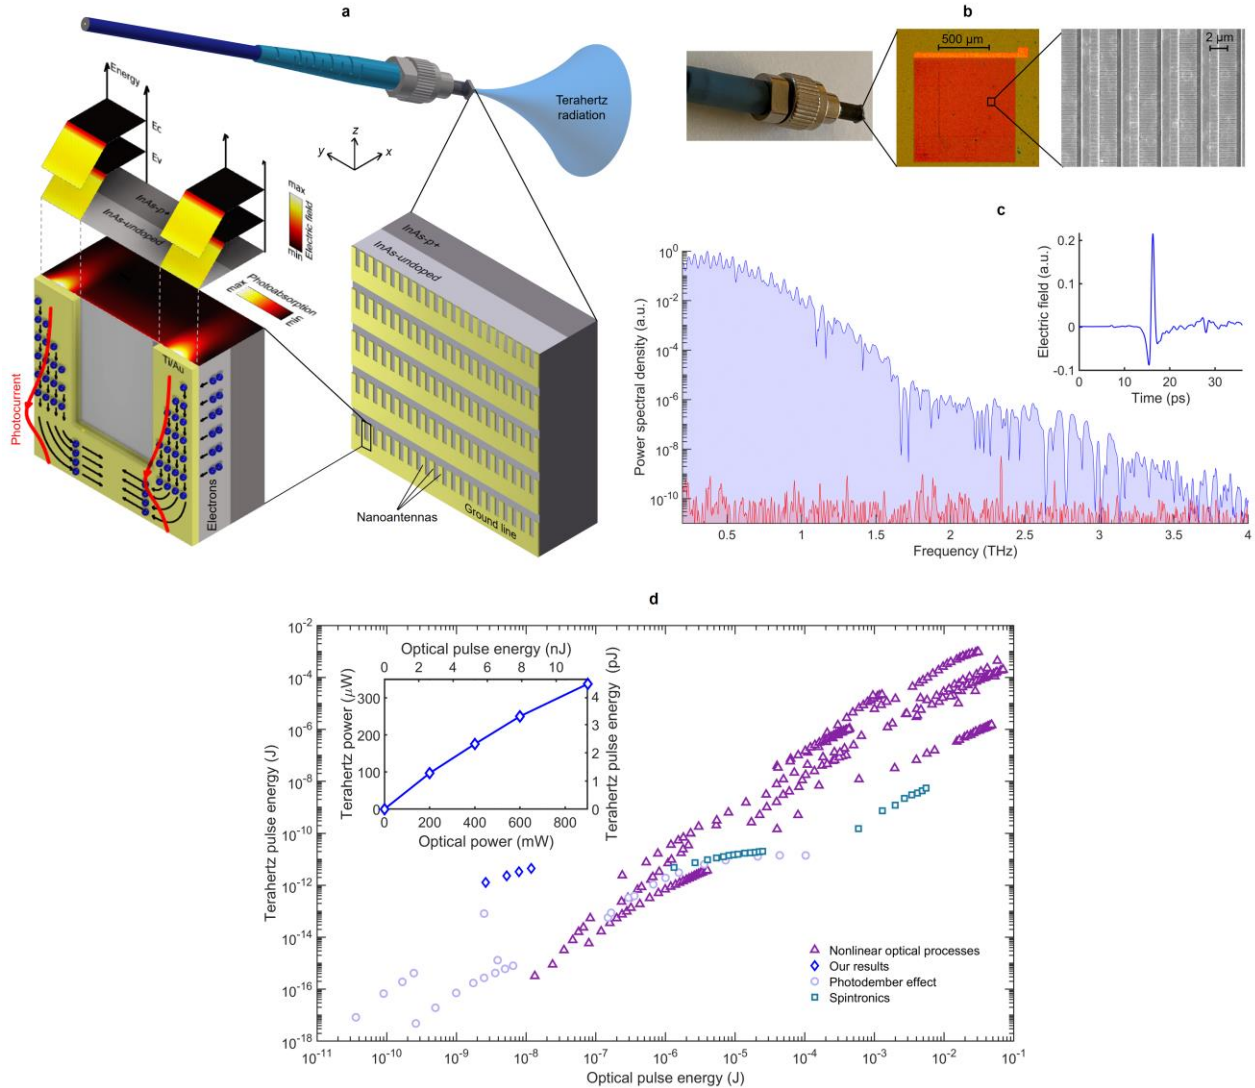 a
Terahertz
radiation
Energy
Ec
Ev
z
y
x
InAs-p+
InAs-undoped
max
Electric field
min
max
Photoabsorption
min
Ti/Au
Photocurrent
Electrons
InAs-p+
InAs-undoped
Nanoantennas
Ground line
b
500 µm
2 µm
c
Power spectral density (a.u.)
10^0
10^-2
10^-4
10^-6
10^-8
10^-10
0.5
1
1.5
2
2.5
3
3.5
4
Frequency (THz)
Electric field (a.u.)
0.2
0.1
0
-0.1
0
10
20
30
Time (ps)
d
Terahertz pulse energy (J)
10^-2
10^-4
10^-6
10^-8
10^-10
10^-12
10^-14
10^-16
10^-18
10^-11
10^-10
10^-9
10^-8
10^-7
10^-6
10^-5
10^-4
10^-3
10^-2
10^-1
Optical pulse energy (J)
Optical pulse energy (nJ)
0
5
10
Terahertz power (µW)
300
200
100
0
Terahertz pulse energy (pJ)
4
3
2
1
0
0
200
400
600
800
Optical power (mW)
Nonlinear optical processes
Our results
Photodember effect
Spintronics